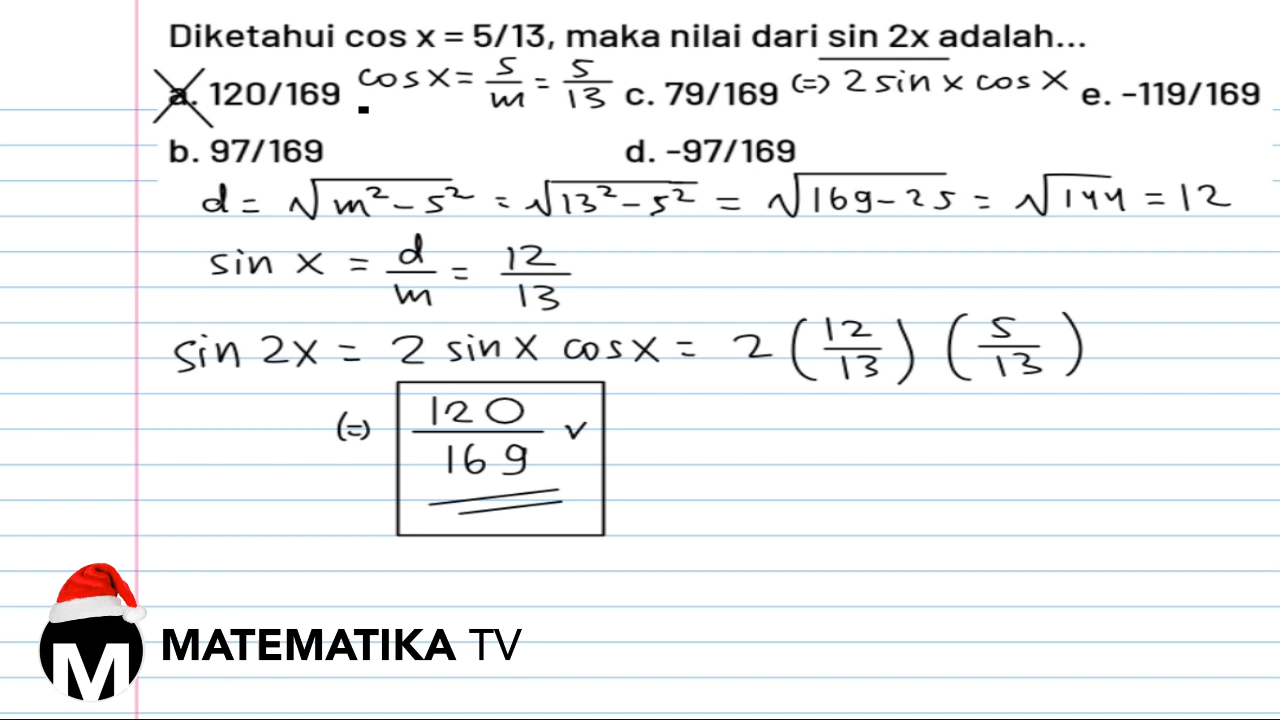 Diketahui cos x = 5/13, maka nilai dari sin 2x adalah...
a. 120/169 cos x = s/m = 5/13 c. 79/169 (=) 2 sin x cos x e. -119/169
b. 97/169 d. -97/169
d = √(m² - s²) = √(13² - 5²) = √(169 - 25) = √144 = 12
sin x = d/m = 12/13
sin 2x = 2 sin x cos x = 2 (12/13) (5/13)
(=) 120/169 ✓
M MATEMATIKA TV